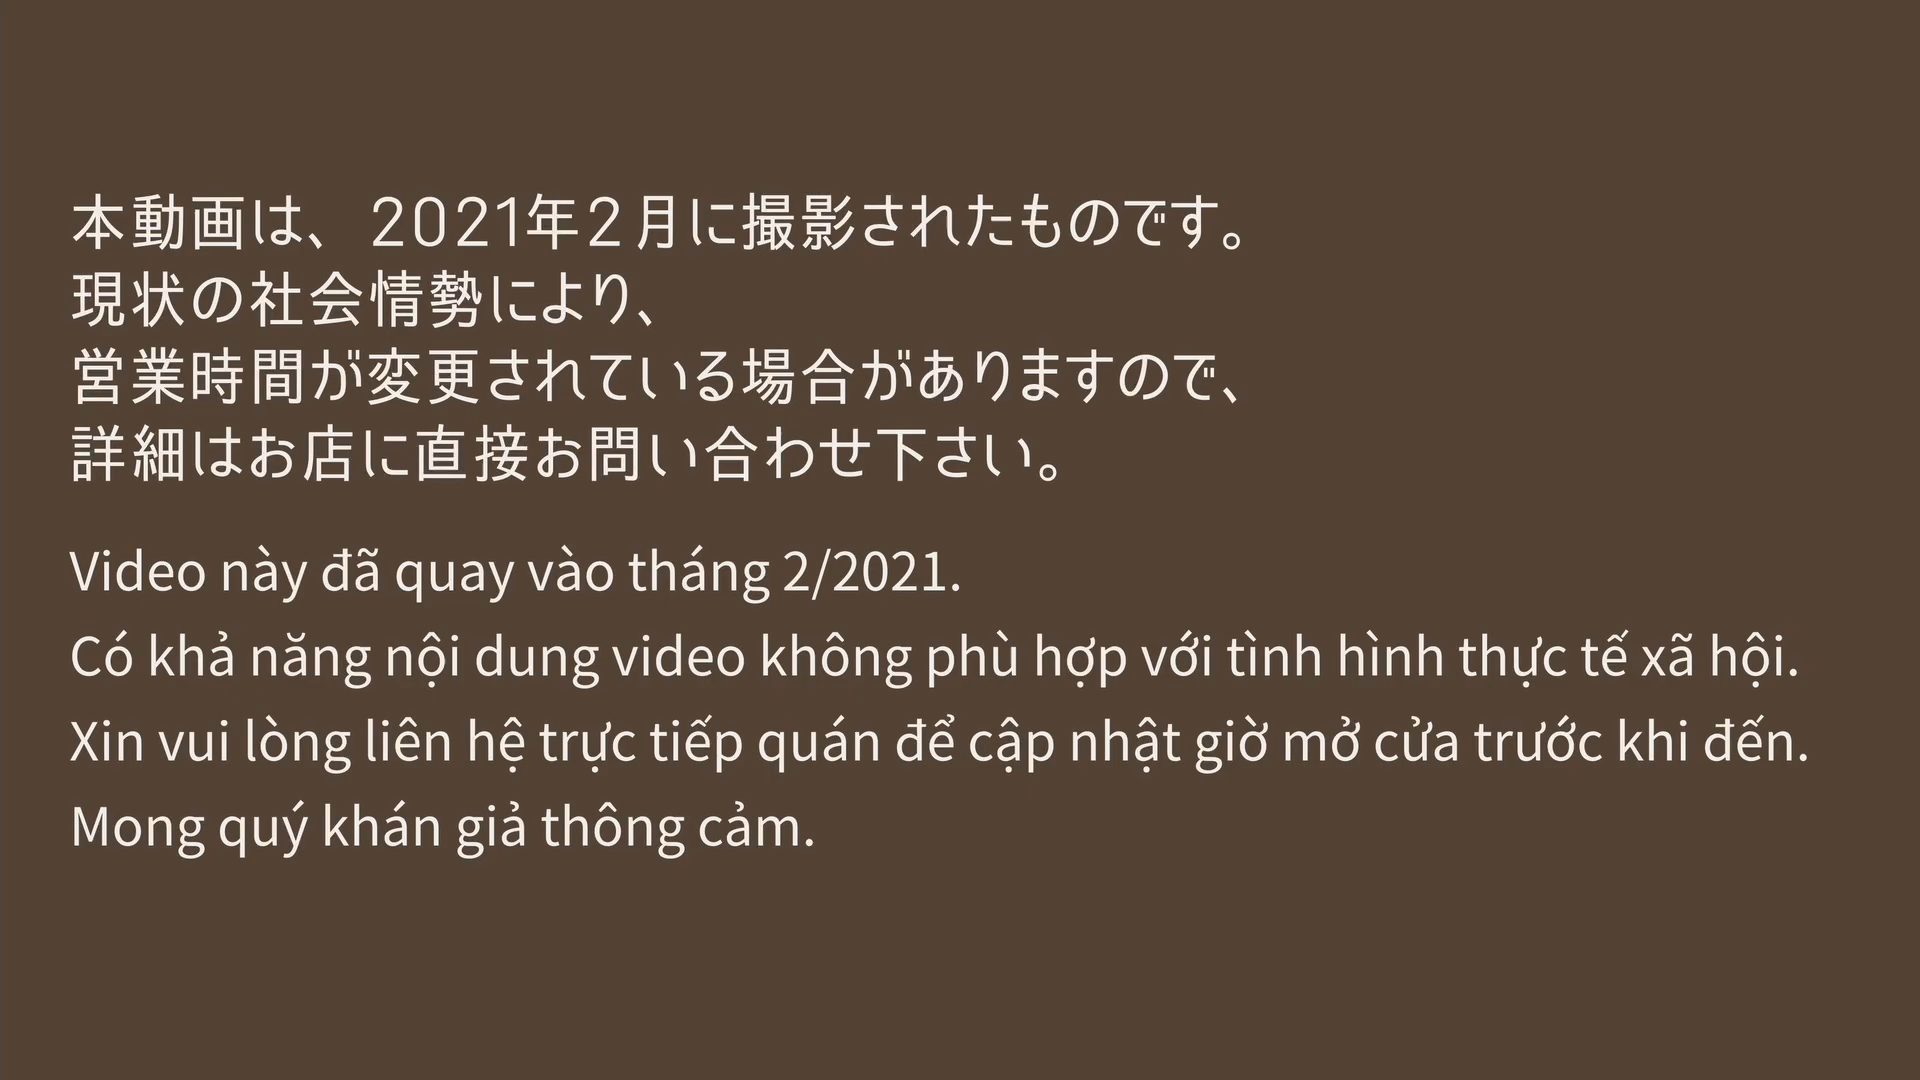 本動画は、2021年2月に撮影されたものです。
現状の社会情勢により、
営業時間が変更されている場合がありますので、
詳細はお店に直接お問い合わせ下さい。
Video này đã quay vào tháng 2/2021.
Có khả năng nội dung video không phù hợp với tình hình thực tế xã hội.
Xin vui lòng liên hệ trực tiếp quán để cập nhật giờ mở cửa trước khi đến.
Mong quý khán giả thông cảm.